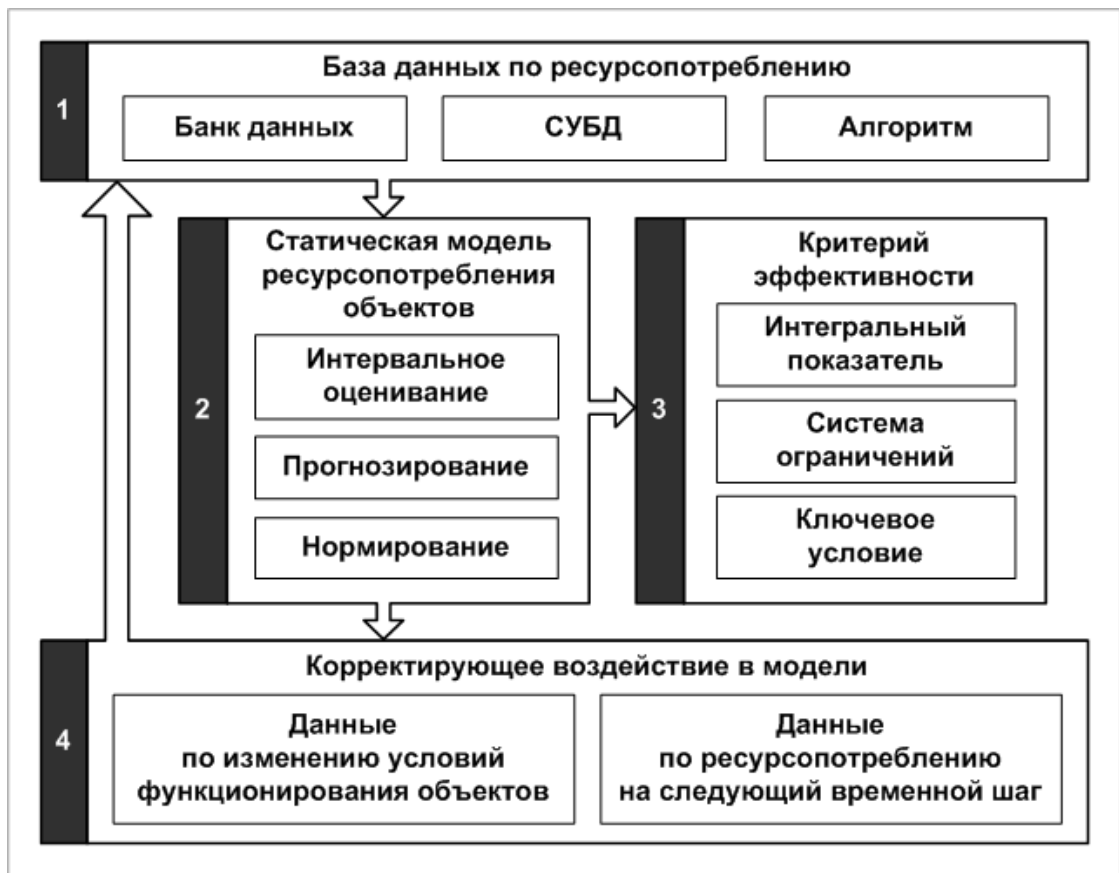 1
База данных по ресурсопотреблению
Банк данных
СУБД
Алгоритм
2
Статическая модель
ресурсопотребления
объектов
Интервальное
оценивание
Прогнозирование
Нормирование
3
Критерий
эффективности
Интегральный
показатель
Система
ограничений
Ключевое
условие
4
Корректирующее воздействие в модели
Данные
по изменению условий
функционирования объектов
Данные
по ресурсопотреблению
на следующий временной шаг